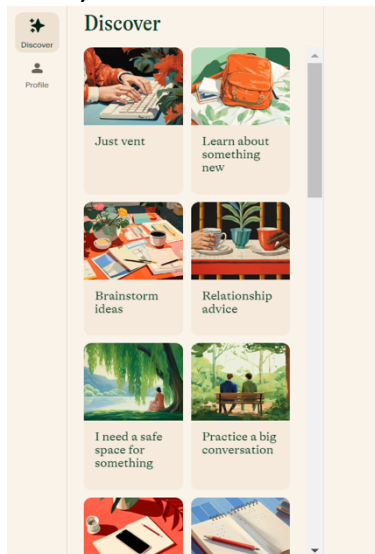 Discover
Discover
Profile
Just vent
Learn about
something
new
Brainstorm
ideas
Relationship
advice
I need a safe
space for
something
Practice a big
conversation